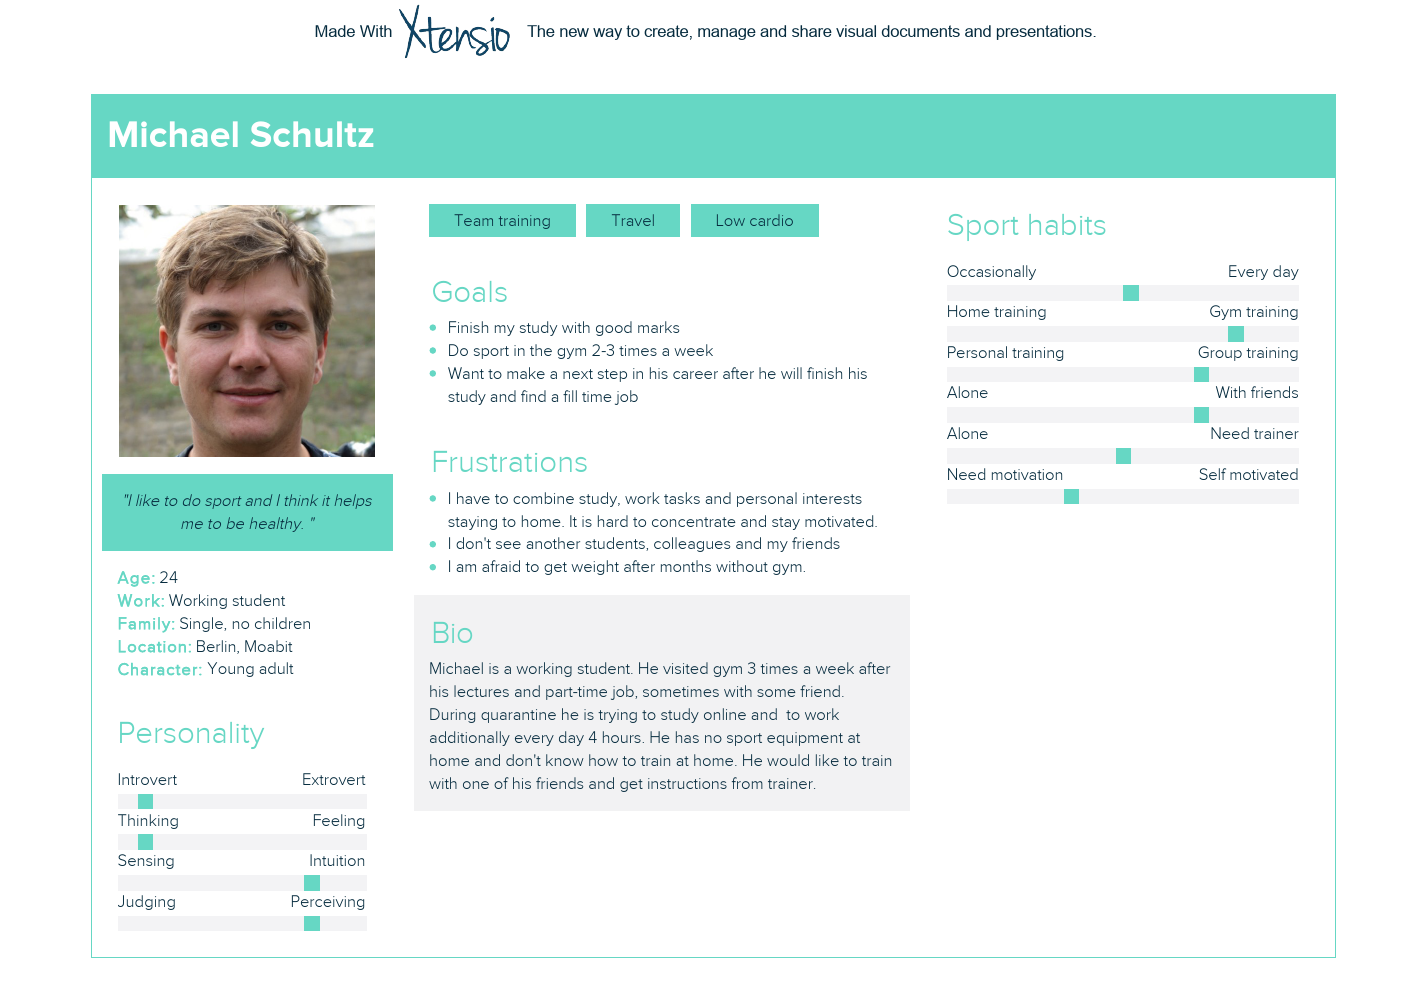 Made With Xtensio The new way to create, manage and share visual documents and presentations.
Michael Schultz
"I like to do sport and I think it helps
me to be healthy. "
Age: 24
Work: Working student
Family: Single, no children
Location: Berlin, Moabit
Character: Young adult
Personality
Introvert Extrovert
Thinking Feeling
Sensing Intuition
Judging Perceiving
Team training Travel Low cardio
Goals
Finish my study with good marks
Do sport in the gym 2-3 times a week
Want to make a next step in his career after he will finish his
study and find a fill time job
Frustrations
I have to combine study, work tasks and personal interests
staying to home. It is hard to concentrate and stay motivated.
I don't see another students, colleagues and my friends
I am afraid to get weight after months without gym.
Bio
Michael is a working student. He visited gym 3 times a week after
his lectures and part-time job, sometimes with some friend.
During quarantine he is trying to study online and  to work
additionally every day 4 hours. He has no sport equipment at
home and don't know how to train at home. He would like to train
with one of his friends and get instructions from trainer.
Sport habits
Occasionally Every day
Home training Gym training
Personal training Group training
Alone With friends
Alone Need trainer
Need motivation Self motivated